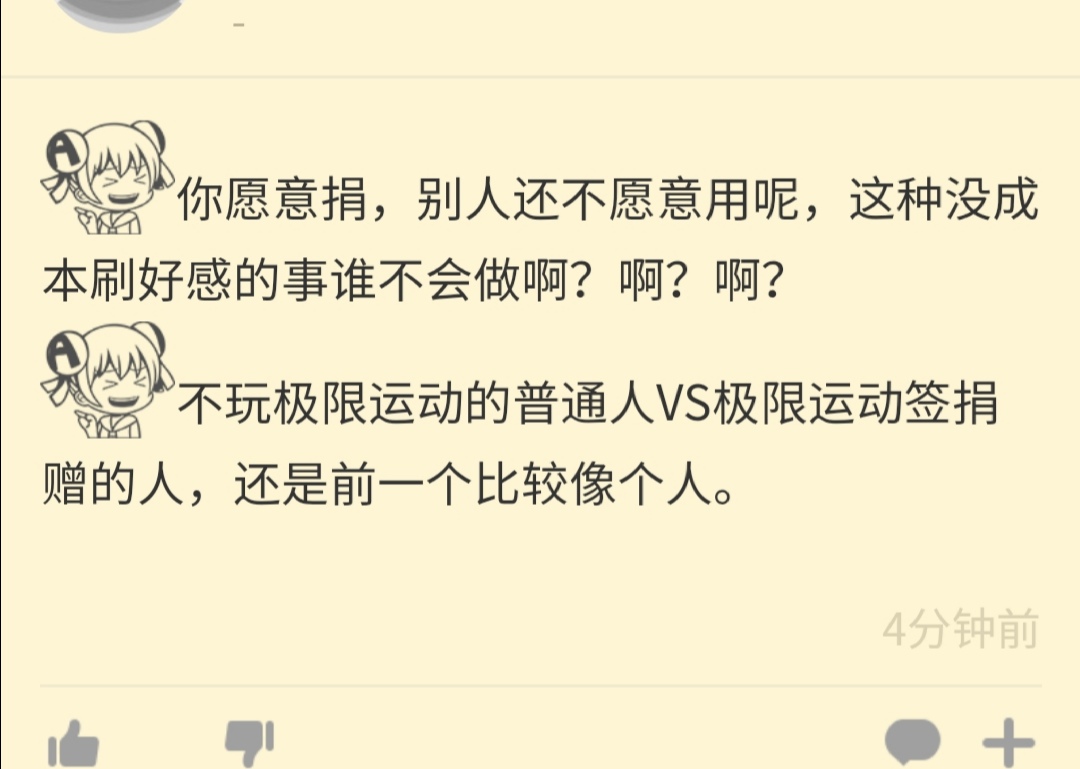 你愿意捐，别人还不愿意用呢，这种没成
本刷好感的事谁不会做啊？啊？啊？
不玩极限运动的普通人VS极限运动签捐
赠的人，还是前一个比较像个人。
4分钟前